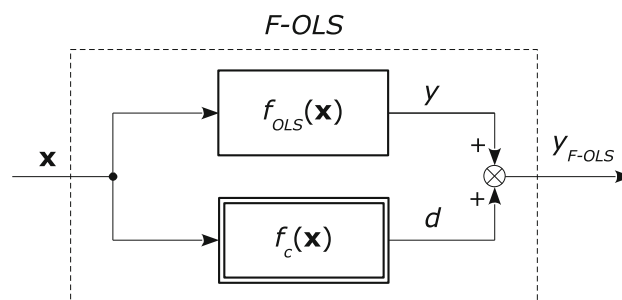 F-OLS
f_OLS(x)
y
+
x
y_F-OLS
+
f_c(x)
d